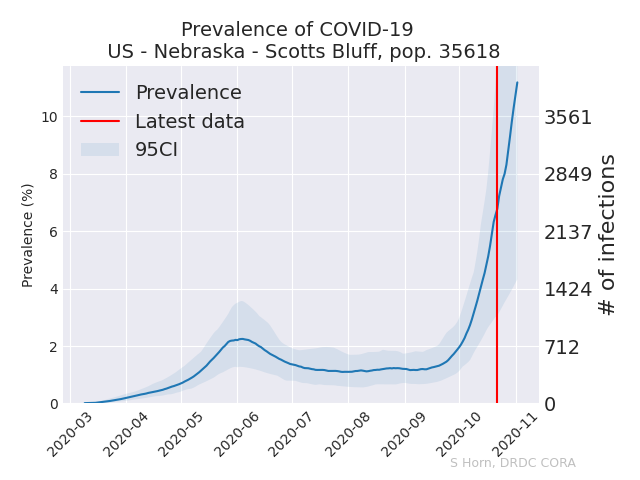 Prevalence of COVID-19
US - Nebraska - Scotts Bluff, pop. 35618
Prevalence
Latest data
95CI
Prevalence (%)
10
8
6
4
2
0
3561
2849
2137
1424
712
0
# of infections
2020-03
2020-04
2020-05
2020-06
2020-07
2020-08
2020-09
2020-10
2020-11
S Horn, DRDC CORA